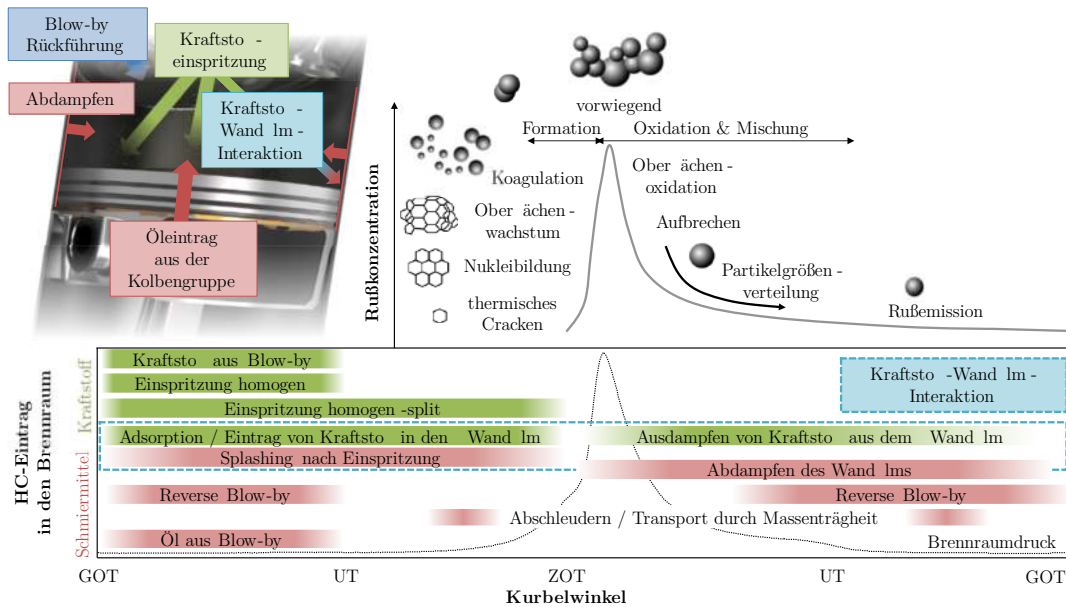 Blow-by
Rückführung
Kraftsto -
einspritzung
Abdampfen
Kraftsto -
Wand lm-
Interaktion
Öleintrag
aus der
Kolbengruppe
Rußkonzentration
vorwiegend
Formation
Oxidation & Mischung
Koagulation
Ober ächen-
wachstum
Nukleibildung
thermisches
Cracken
Ober ächen-
oxidation
Aufbrechen
Partikelgrößen-
verteilung
Rußemission
HC-Eintrag
in den Brennraum
Kraftstoff
Schmiermittel
Kraftsto aus Blow-by
Einspritzung homogen
Einspritzung homogen-split
Kraftsto -Wand lm-
Interaktion
Adsorption / Eintrag von Kraftsto in den Wand lm
Ausdampfen von Kraftsto aus dem Wand lm
Splashing nach Einspritzung
Abdampfen des Wand lms
Reverse Blow-by
Reverse Blow-by
Abschleudern / Transport durch Massenträgheit
Öl aus Blow-by
Brennraumdruck
GOT
UT
ZOT
UT
GOT
Kurbelwinkel